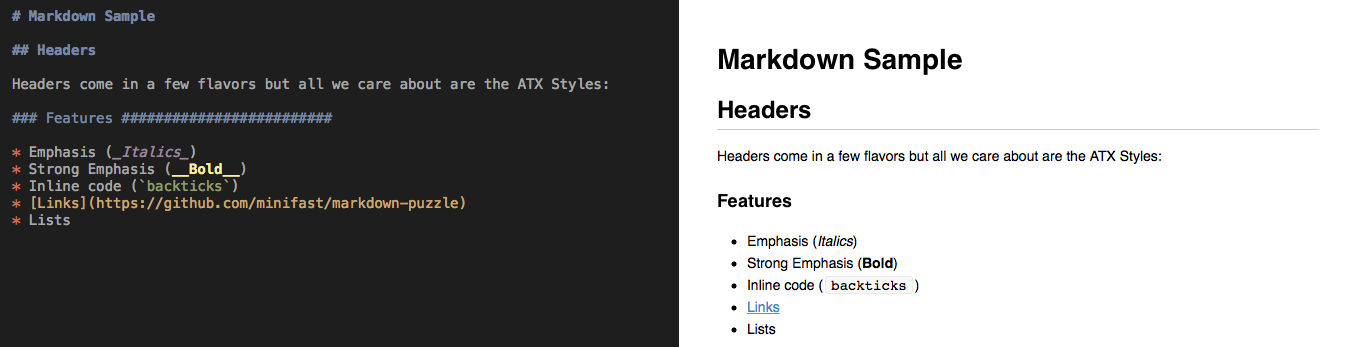 # Markdown Sample
## Headers
Headers come in a few flavors but all we care about are the ATX Styles:
### Features #########################
* Emphasis (_Italics_)
* Strong Emphasis (__Bold__)
* Inline code (`backticks`)
* [Links](https://github.com/minifast/markdown-puzzle)
* Lists
Markdown Sample
Headers
Headers come in a few flavors but all we care about are the ATX Styles:
Features
• Emphasis (Italics)
• Strong Emphasis (Bold)
• Inline code ( backticks )
• Links
• Lists